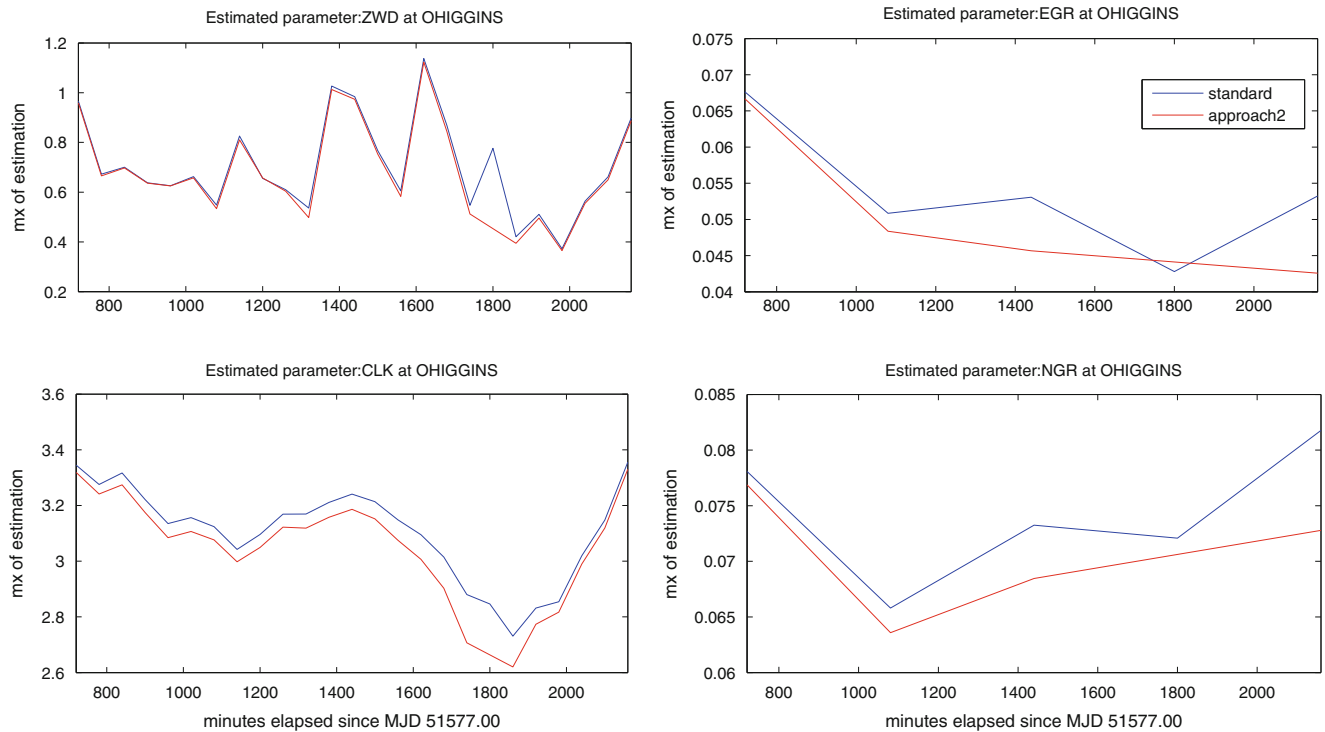 Estimated parameter:ZWD at OHIGGINS
mx of estimation
1.2
1
0.8
0.6
0.4
0.2
800 1000 1200 1400 1600 1800 2000
Estimated parameter:EGR at OHIGGINS
mx of estimation
0.075
0.07
0.065
0.06
0.055
0.05
0.045
0.04
standard
approach2
800 1000 1200 1400 1600 1800 2000
Estimated parameter:CLK at OHIGGINS
mx of estimation
3.6
3.4
3.2
3
2.8
2.6
800 1000 1200 1400 1600 1800 2000
minutes elapsed since MJD 51577.00
Estimated parameter:NGR at OHIGGINS
mx of estimation
0.085
0.08
0.075
0.07
0.065
0.06
800 1000 1200 1400 1600 1800 2000
minutes elapsed since MJD 51577.00